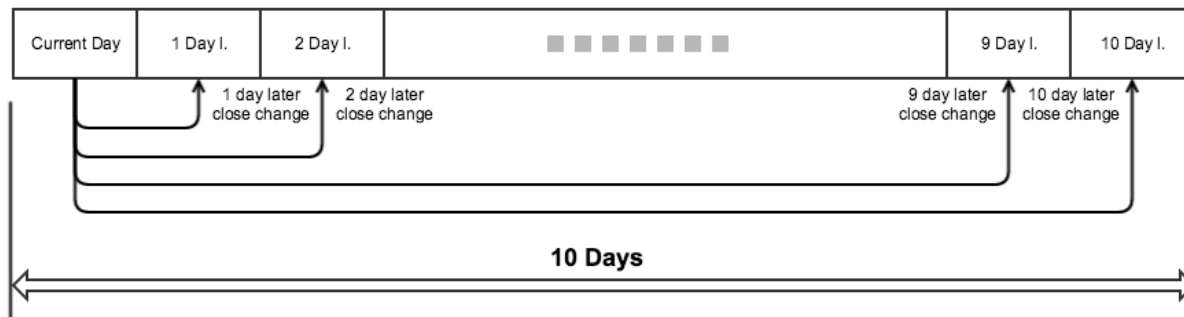 Current Day
1 Day l.
2 Day l.
9 Day l.
10 Day l.
1 day later
close change
2 day later
close change
9 day later
close change
10 day later
close change
10 Days